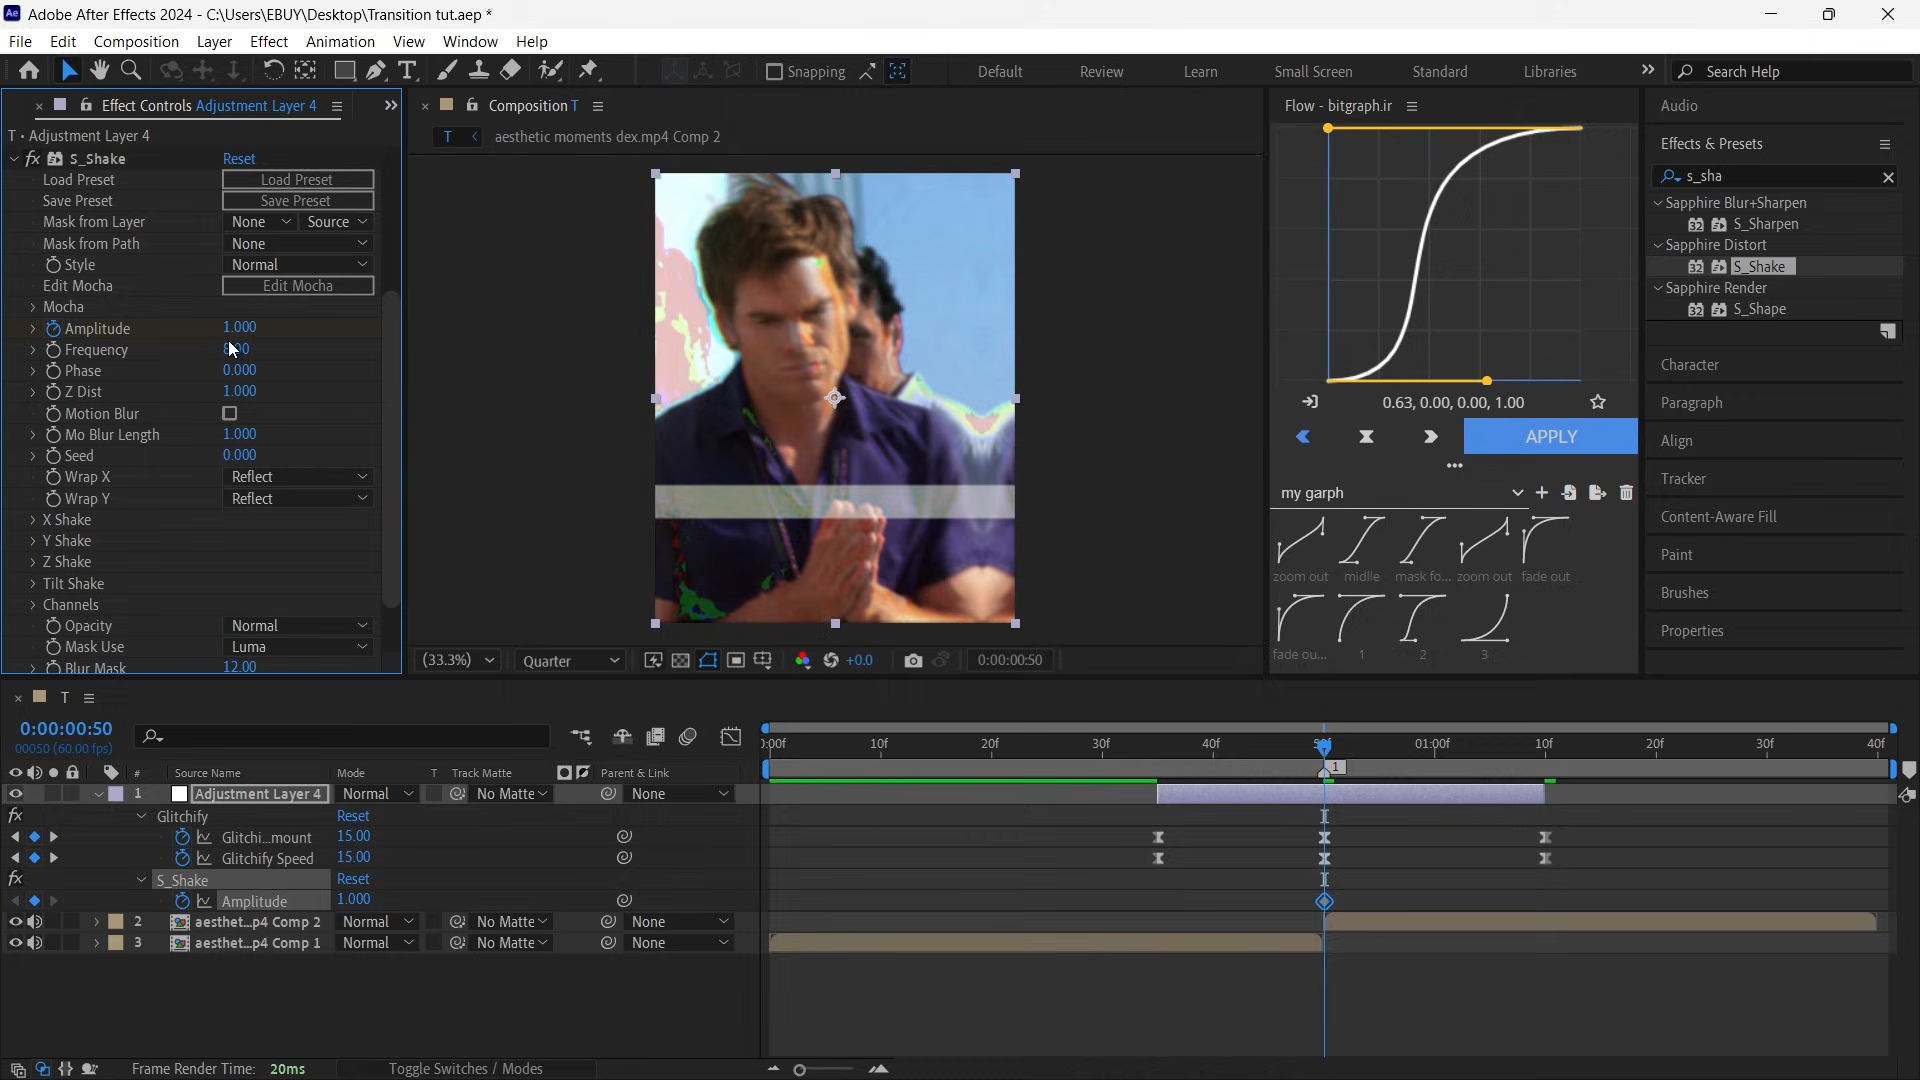 Adobe After Effects 2024 - C:\Users\EBUY\Desktop\Transition tut.aep *
File Edit Composition Layer Effect Animation View Window Help
Snapping Default Review Learn Small Screen Standard Libraries Search Help
Effect Controls Adjustment Layer 4
T • Adjustment Layer 4
fx S_Shake Reset
Load Preset Load Preset
Save Preset Save Preset
Mask from Layer None Source
Mask from Path None
Style Normal
Edit Mocha Edit Mocha
Mocha
Amplitude 1.000
Frequency
Phase 0.000
Z Dist 1.000
Motion Blur
Mo Blur Length 1.000
Seed 0.000
Wrap X Reflect
Wrap Y Reflect
X Shake
Y Shake
Z Shake
Tilt Shake
Channels
Opacity Normal
Mask Use Luma
Blur Mask 12.00
Composition T
T aesthetic moments dex.mp4 Comp 2
(33.3%) Quarter +0.0 0:00:00:50
Flow - bitgraph.ir
0.63, 0.00, 0.00, 1.00
APPLY
my garph
zoom out midlle mask fo... zoom out fade out
fade ou... 1 2 3
Audio
Effects & Presets
s_sha
Sapphire Blur+Sharpen
32 S_Sharpen
Sapphire Distort
32 S_Shake
Sapphire Render
32 S_Shape
Character
Paragraph
Align
Tracker
Content-Aware Fill
Paint
Brushes
Properties
T
0:00:00:50
00050 (60.00 fps)
# Source Name Mode T Track Matte Parent & Link
1 Adjustment Layer 4 Normal No Matte None
fx Glitchify Reset
Glitchi...mount 15.00
Glitchify Speed 15.00
fx S_Shake Reset
Amplitude 1.000
2 aesthet...p4 Comp 2 Normal No Matte None
3 aesthet...p4 Comp 1 Normal No Matte None
0:00f 10f 20f 30f 40f 01:00f 10f 20f 30f 40f
1
Frame Render Time: 20ms Toggle Switches / Modes